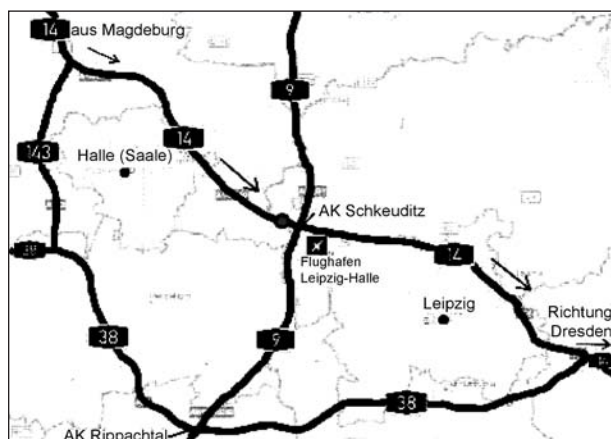 14
aus Magdeburg
9
14
143
Halle (Saale)
AK Schkeuditz
Flughafen
Leipzig-Halle
14
Leipzig
Richtung
Dresden
38
9
38
AK Rippachtal